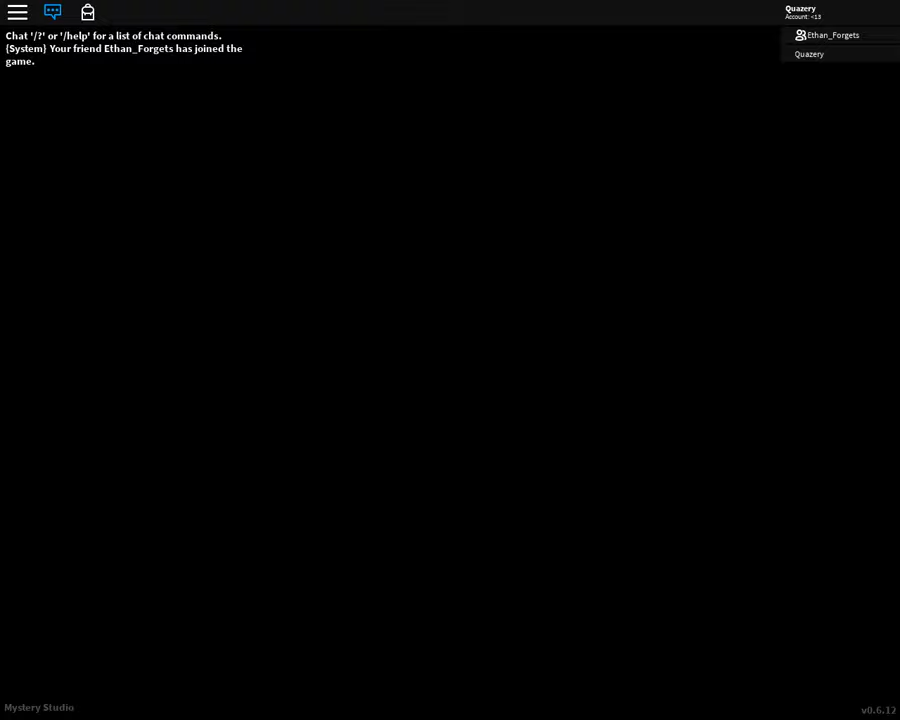 Quazery
Account: <13
Chat '/?' or '/help' for a list of chat commands.
{System} Your friend Ethan_Forgets has joined the
game.
Ethan_Forgets
Quazery
Mystery Studio
v0.6.12